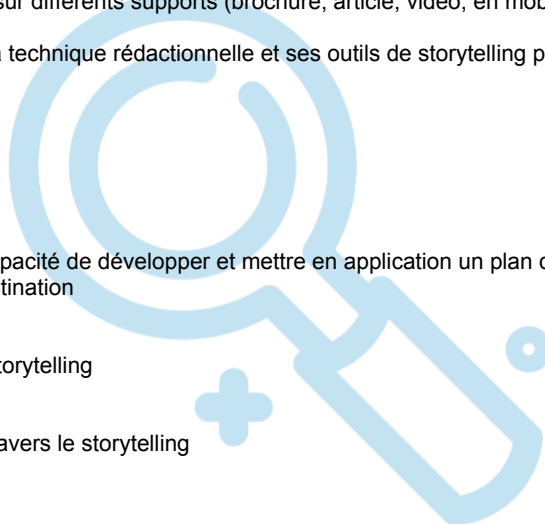 sur différents supports (brochure, article, vidéo, en mob
technique rédactionnelle et ses outils de storytelling p
pacité de développer et mettre en application un plan
tination
torytelling
avers le storytelling